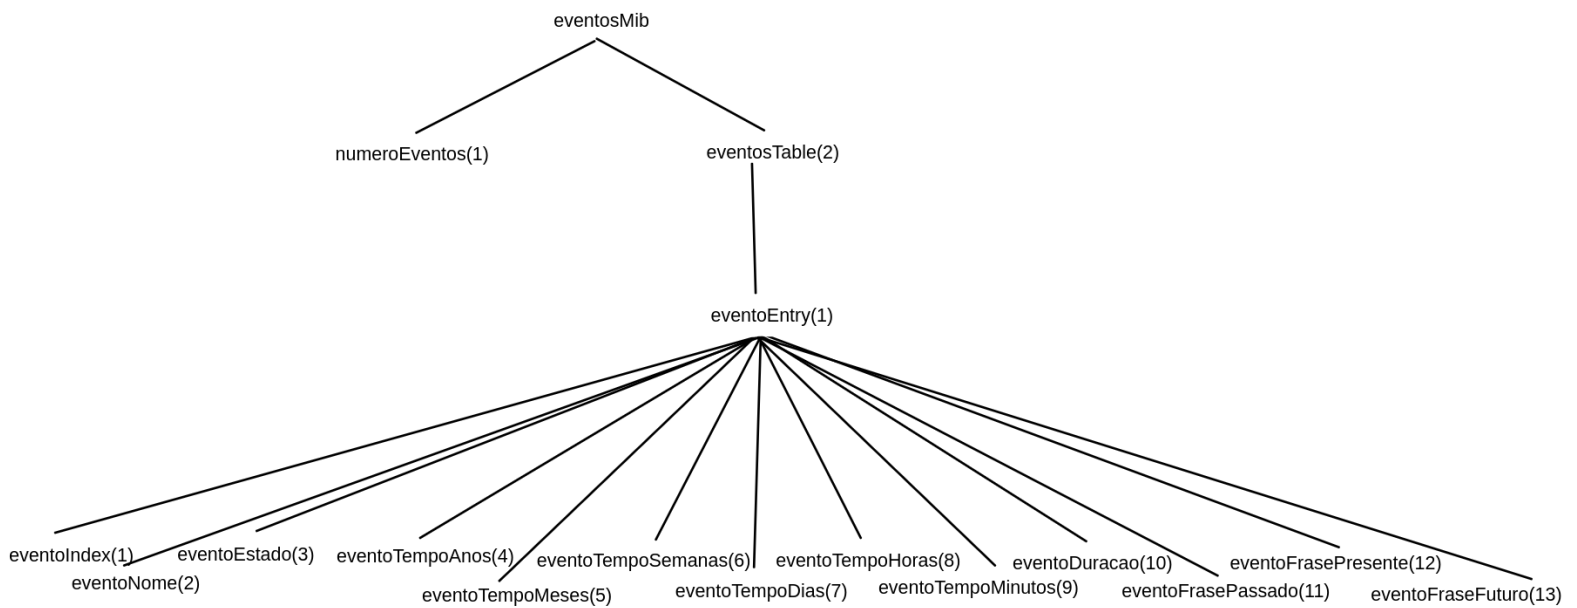 eventosMib
numeroEventos(1)
eventosTable(2)
eventoEntry(1)
eventoIndex(1)
eventoNome(2)
eventoEstado(3)
eventoTempoAnos(4)
eventoTempoMeses(5)
eventoTempoSemanas(6)
eventoTempoDias(7)
eventoTempoHoras(8)
eventoTempoMinutos(9)
eventoDuracao(10)
eventoFrasePassado(11)
eventoFrasePresente(12)
eventoFraseFuturo(13)